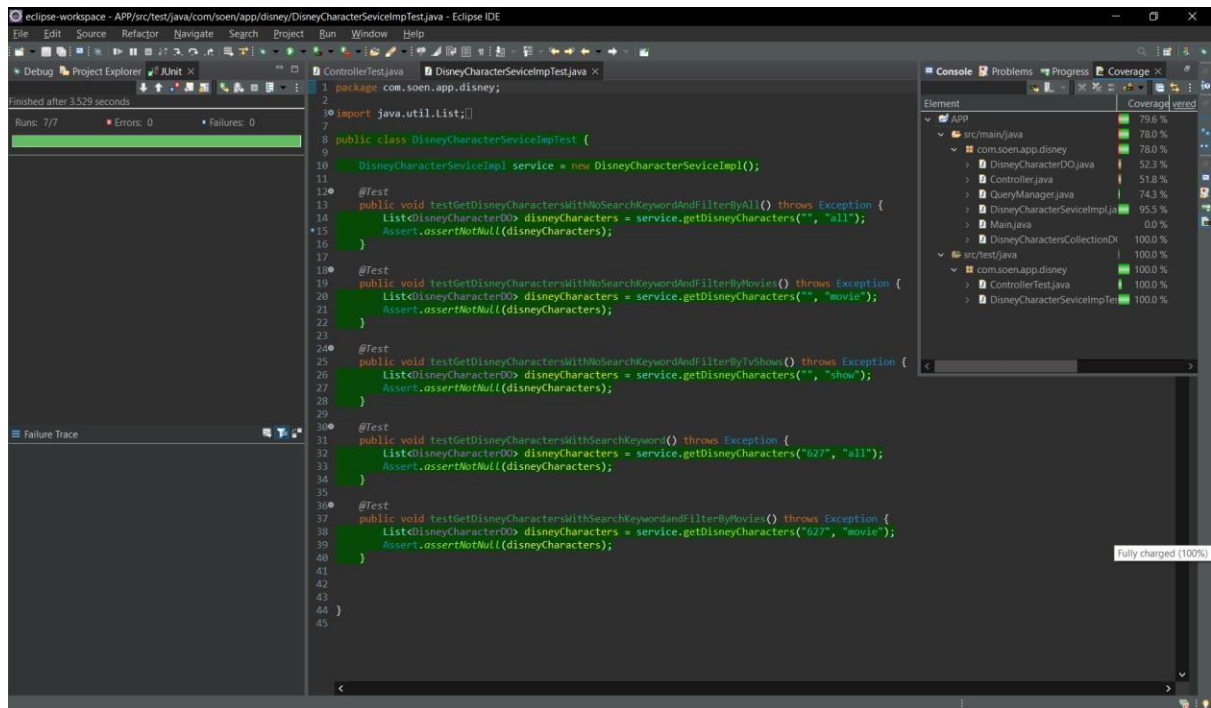 eclipse-workspace - APP/src/test/java/com/soen/app/disney/DisneyCharacterSeviceImpTest.java - Eclipse IDE
File Edit Source Refactor Navigate Search Project Run Window Help
Debug Project Explorer JUnit
Finished after 3.529 seconds
Runs: 7/7 Errors: 0 Failures: 0
Failure Trace
ControllerTest.java DisneyCharacterSeviceImpTest.java
1 package com.soen.app.disney;
2
3 import java.util.List;
7
8 public class DisneyCharacterSeviceImpTest {
9
10 DisneyCharacterSeviceImpl service = new DisneyCharacterSeviceImpl();
11
12 @Test
13 public void testGetDisneyCharactersWithNoSearchKeywordAndFilterByAll() throws Exception {
14 List<DisneyCharacterDO> disneyCharacters = service.getDisneyCharacters("", "all");
15 Assert.assertNotNull(disneyCharacters);
16 }
17
18 @Test
19 public void testGetDisneyCharactersWithNoSearchKeywordAndFilterByMovies() throws Exception {
20 List<DisneyCharacterDO> disneyCharacters = service.getDisneyCharacters("", "movie");
21 Assert.assertNotNull(disneyCharacters);
22 }
23
24 @Test
25 public void testGetDisneyCharactersWithNoSearchKeywordAndFilterByTvShows() throws Exception {
26 List<DisneyCharacterDO> disneyCharacters = service.getDisneyCharacters("", "show");
27 Assert.assertNotNull(disneyCharacters);
28 }
29
30 @Test
31 public void testGetDisneyCharactersWithSearchKeyword() throws Exception {
32 List<DisneyCharacterDO> disneyCharacters = service.getDisneyCharacters("627", "all");
33 Assert.assertNotNull(disneyCharacters);
34 }
35
36 @Test
37 public void testGetDisneyCharactersWithSearchKeywordandFilterByMovies() throws Exception {
38 List<DisneyCharacterDO> disneyCharacters = service.getDisneyCharacters("627", "movie");
39 Assert.assertNotNull(disneyCharacters);
40 }
41
42
43
44 }
45
Console Problems Progress Coverage
Element Coverage vered
APP 79.6 %
src/main/java 78.0 %
com.soen.app.disney 78.0 %
DisneyCharacterDO.java 52.3 %
Controller.java 51.8 %
QueryManager.java 74.3 %
DisneyCharacterSeviceImpl.ja 95.5 %
Main.java 0.0 %
DisneyCharactersCollectionD 100.0 %
src/test/java 100.0 %
com.soen.app.disney 100.0 %
ControllerTest.java 100.0 %
DisneyCharacterSeviceImpTes 100.0 %
Fully charged (100%)